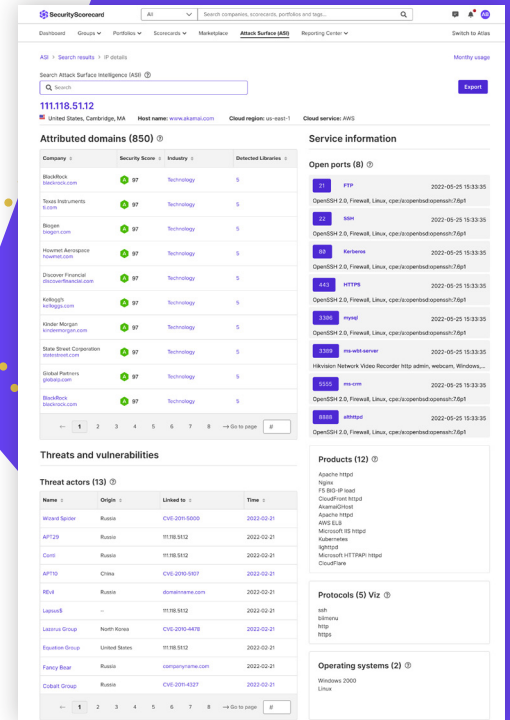 SecurityScorecard
All
Search companies, scorecards, portfolios and tags...
AS
Dashboard Groups Portfolios Scorecards Marketplace Attack Surface (ASI) Reporting Center Switch to Atlas
ASI > Search results > IP details Monthy usage
Search Attack Surface Intelligence (ASI)
Search
Export
111.118.51.12
United States, Cambridge, MA Host name: www.akamai.com Cloud region: us-east-1 Cloud service: AWS
Attributed domains (850)
Company Security Score Industry Detected Libraries
BlackRock
blackrock.com
A 97 Technology 5
Texas Instruments
ti.com
A 97 Technology 5
Biogen
biogen.com
A 97 Technology 5
Howmet Aerospace
howmet.com
A 97 Technology 5
Discover Financial
discoverfinancial.com
A 97 Technology 5
Kellogg's
kelloggs.com
A 97 Technology 5
Kinder Morgan
kindermorgan.com
A 97 Technology 5
State Street Corporation
statestreet.com
A 97 Technology 5
Global Partners
globalp.com
A 97 Technology 5
BlackRock
blackrock.com
A 97 Technology 5
← 1 2 3 4 5 6 7 8 → Go to page #
Threats and vulnerabilities
Threat actors (13)
Name Origin Linked to Time
Wizard Spider Russia CVE-2011-5000 2022-02-21
APT29 Russia 111.118.51.12 2022-02-21
Conti Russia 111.118.51.12 2022-02-21
APT10 China CVE-2010-5107 2022-02-21
REvil Russia domainname.com 2022-02-21
Lapsus$ -- 111.118.51.12 2022-02-21
Lazarus Group North Korea CVE-2010-4478 2022-02-21
Equation Group United States 111.118.51.12 2022-02-21
Fancy Bear Russia companyname.com 2022-02-21
Cobalt Group Russia CVE-2011-4327 2022-02-21
← 1 2 3 4 5 6 7 8 → Go to page #
Service information
Open ports (8)
21 FTP 2022-05-25 15:33:35
OpenSSH 2.0, Firewall, Linux, cpe:/a:openbsd:openssh:7.6p1
22 SSH 2022-05-25 15:33:35
OpenSSH 2.0, Firewall, Linux, cpe:/a:openbsd:openssh:7.6p1
80 Kerberos 2022-05-25 15:33:35
OpenSSH 2.0, Firewall, Linux, cpe:/a:openbsd:openssh:7.6p1
443 HTTPS 2022-05-25 15:33:35
OpenSSH 2.0, Firewall, Linux, cpe:/a:openbsd:openssh:7.6p1
3306 mysql 2022-05-25 15:33:35
OpenSSH 2.0, Firewall, Linux, cpe:/a:openbsd:openssh:7.6p1
3389 ms-wbt-server 2022-05-25 15:33:35
Hikvision Network Video Recorder http admin, webcam, Windows,...
5555 ms-crm 2022-05-25 15:33:35
OpenSSH 2.0, Firewall, Linux, cpe:/a:openbsd:openssh:7.6p1
8888 althttpd 2022-05-25 15:33:35
OpenSSH 2.0, Firewall, Linux, cpe:/a:openbsd:openssh:7.6p1
Products (12)
Apache httpd
Nginx
F5 BIG-IP load
CloudFront httpd
AkamaiGHost
Apache httpd
AWS ELB
Microsoft IIS httpd
Kubernetes
lighttpd
Microsoft HTTPAPI httpd
CloudFlare
Protocols (5) Viz
ssh
blimenu
http
https
Operating systems (2)
Windows 2000
Linux